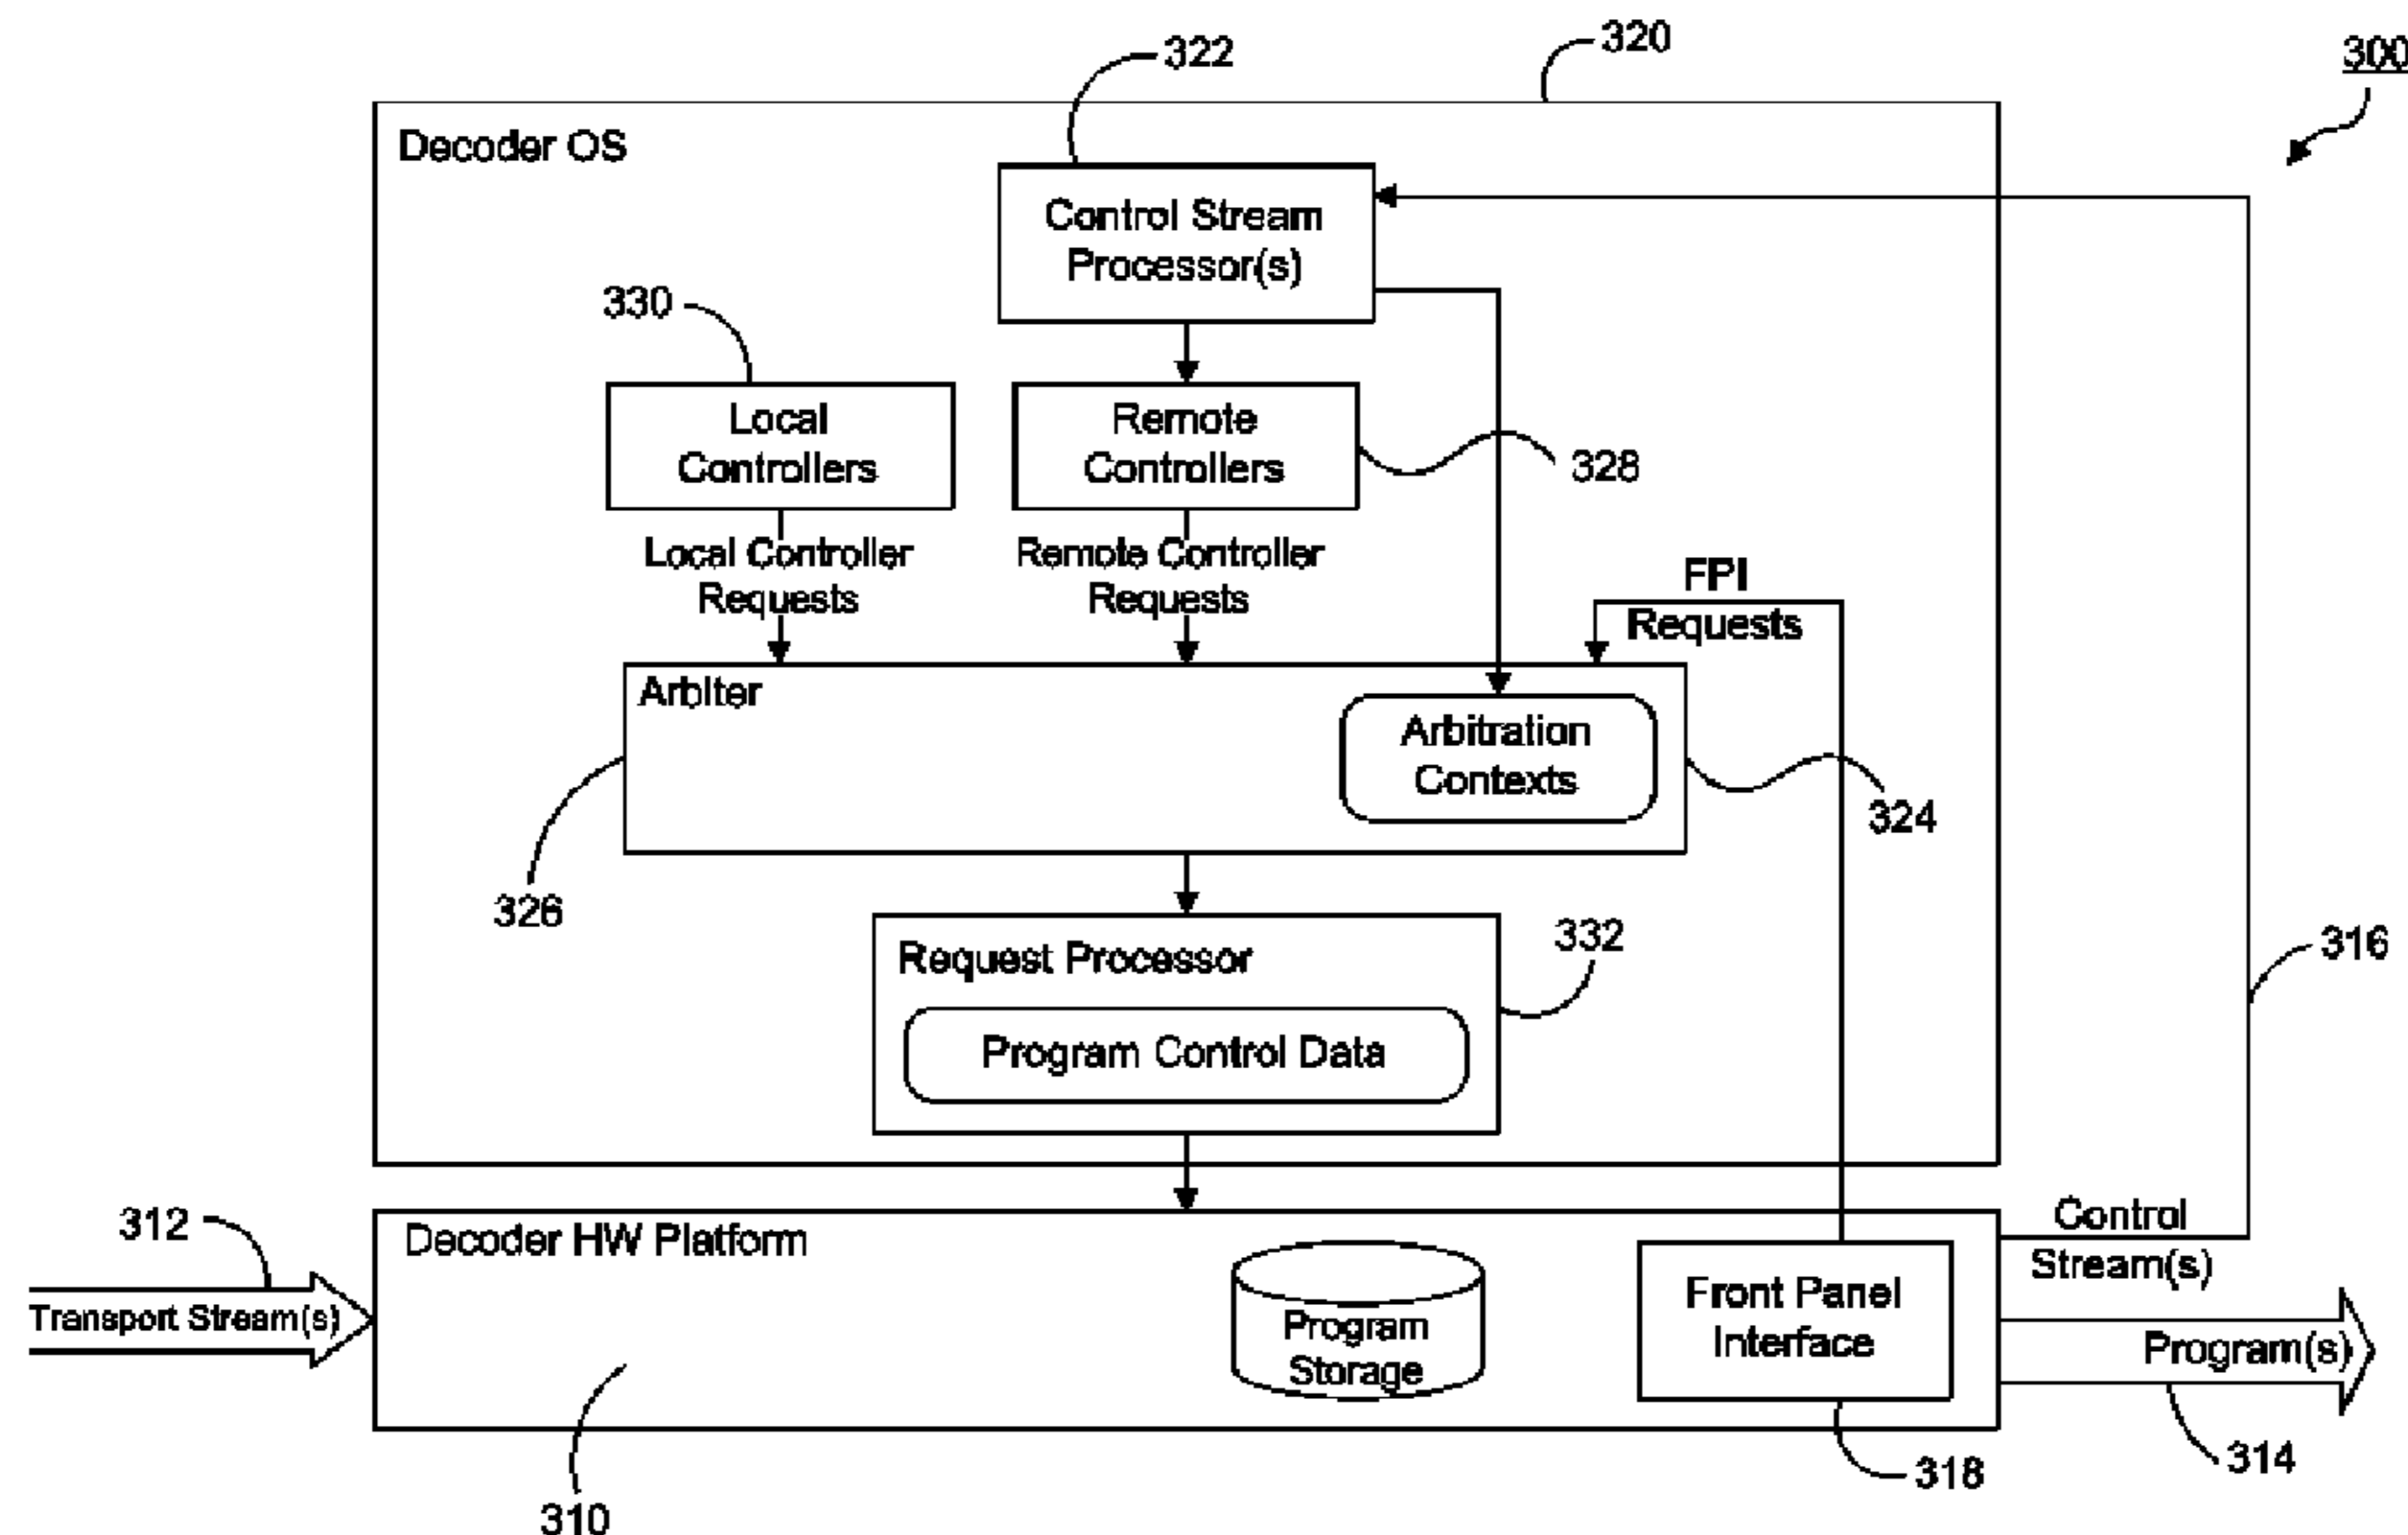 322
320
300
Decoder OS
Control Stream
Processor(s)
330
Local
Controllers
Remote
Controllers
328
Local Controller
Requests
Remote Controller
Requests
FPI
Requests
Arbiter
Arbitration
Contexts
324
326
Request Processor
332
316
Program Control Data
312
Decoder HW Platform
Control
Stream(s)
Transport Stream(s)
Program
Storage
Front Panel
Interface
Program(s)
314
318
310